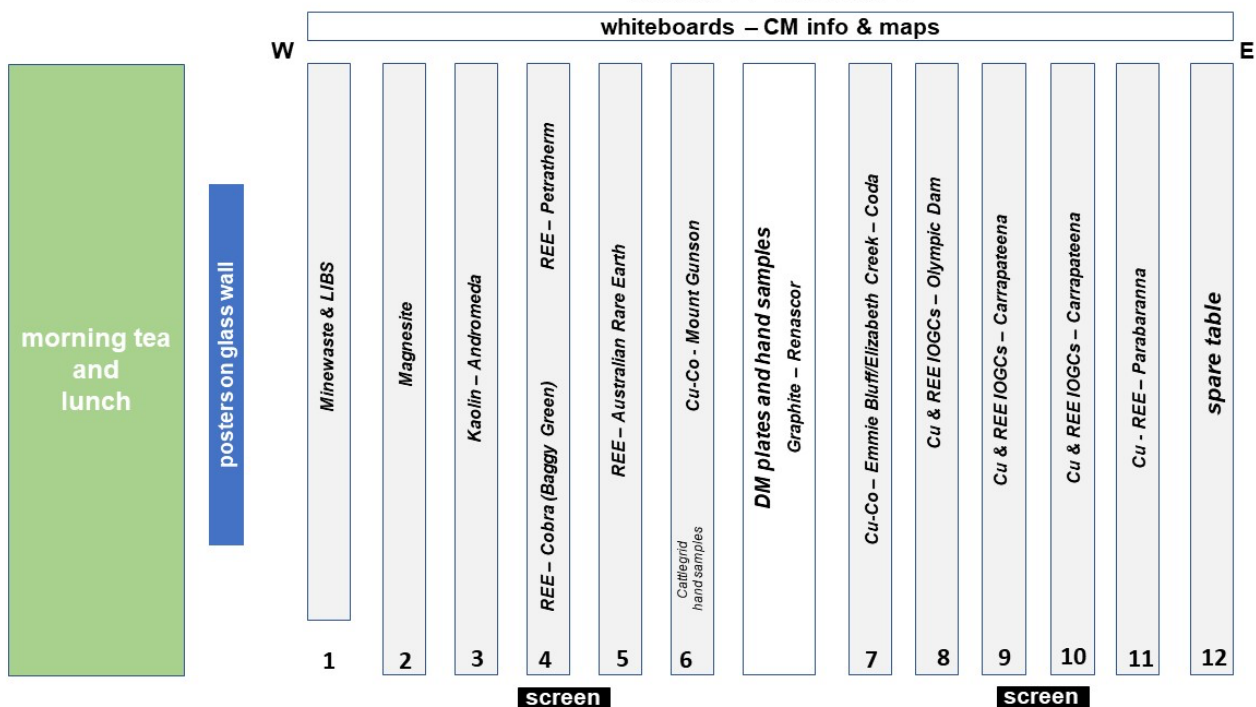 whiteboards – CM info & maps
W
E
morning tea
and
lunch
posters on glass wall
Minewaste & LIBS
1
Magnesite
2
Kaolin – Andromeda
3
REE – Cobra (Baggy Green)
REE – Petratherm
4
REE – Australian Rare Earth
5
Cattlegrid
hand samples
Cu-Co - Mount Gunson
6
DM plates and hand samples
Graphite – Renascor
Cu-Co – Emmie Bluff/Elizabeth Creek – Coda
7
Cu & REE IOGCs – Olympic Dam
8
Cu & REE IOGCs – Carrapateena
9
Cu & REE IOGCs – Carrapateena
10
Cu - REE – Parabaranna
11
spare table
12
screen
screen